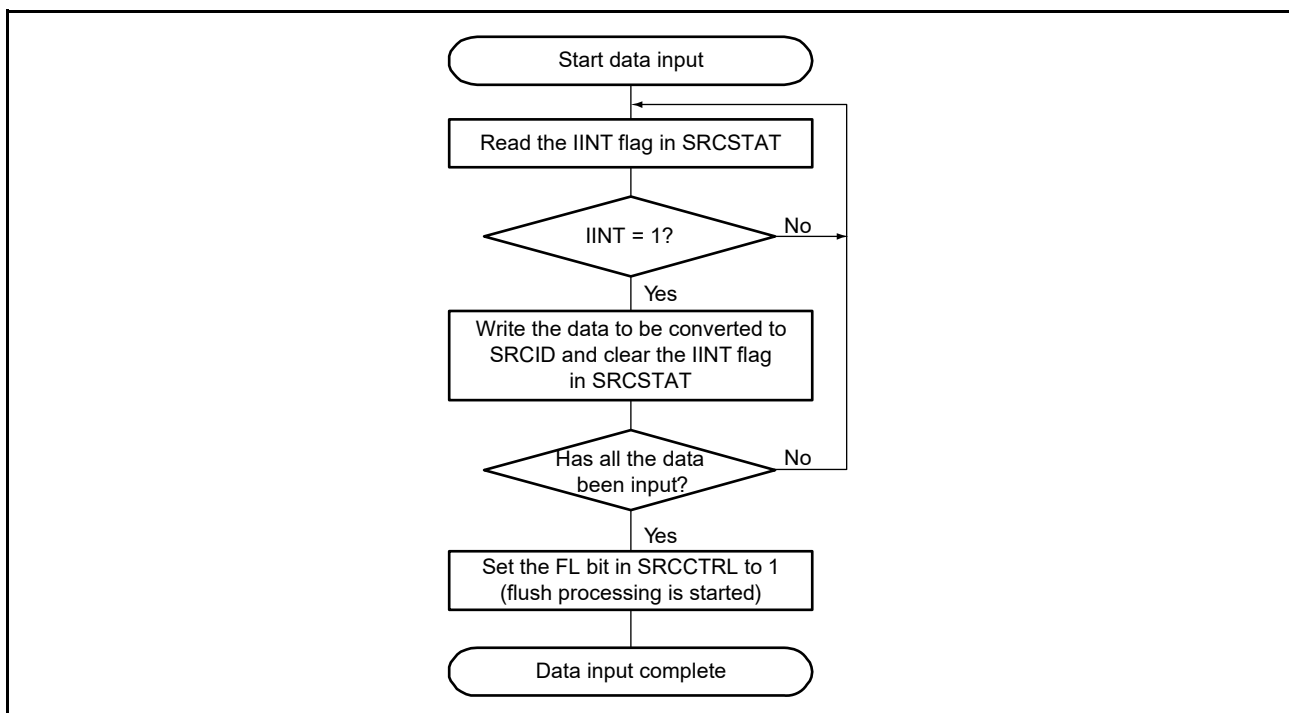 Start data input
Read the IINT flag in SRCSTAT
IINT = 1?
No
Yes
Write the data to be converted to
SRCID and clear the IINT flag
in SRCSTAT
Has all the data
been input?
No
Yes
Set the FL bit in SRCCTRL to 1
(flush processing is started)
Data input complete